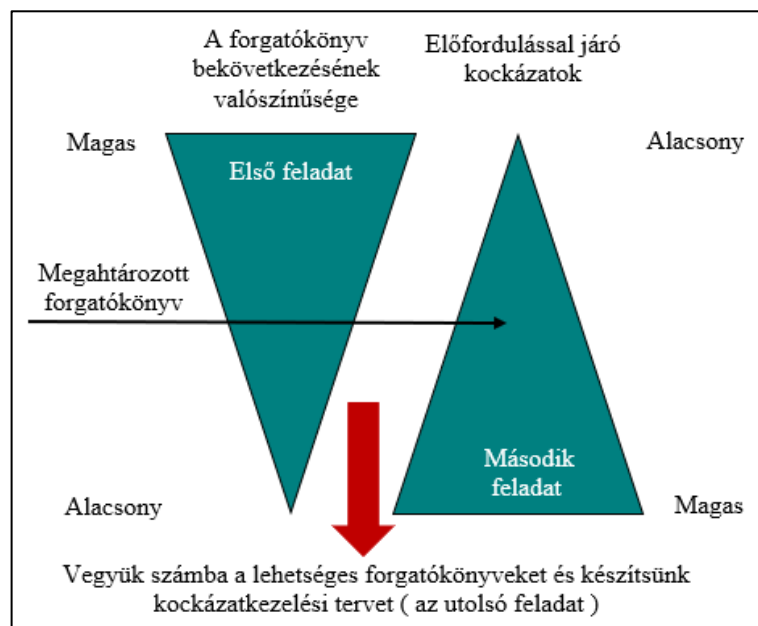 A forgatókönyv
bekövetkezésének
valószínűsége
Előfordulással járó
kockázatok
Magas
Alacsony
Első feladat
Megahtározott
forgatókönyv
Második
feladat
Alacsony
Magas
Vegyük számba a lehetséges forgatókönyveket és készítsünk
kockázatkezelési tervet ( az utolsó feladat )